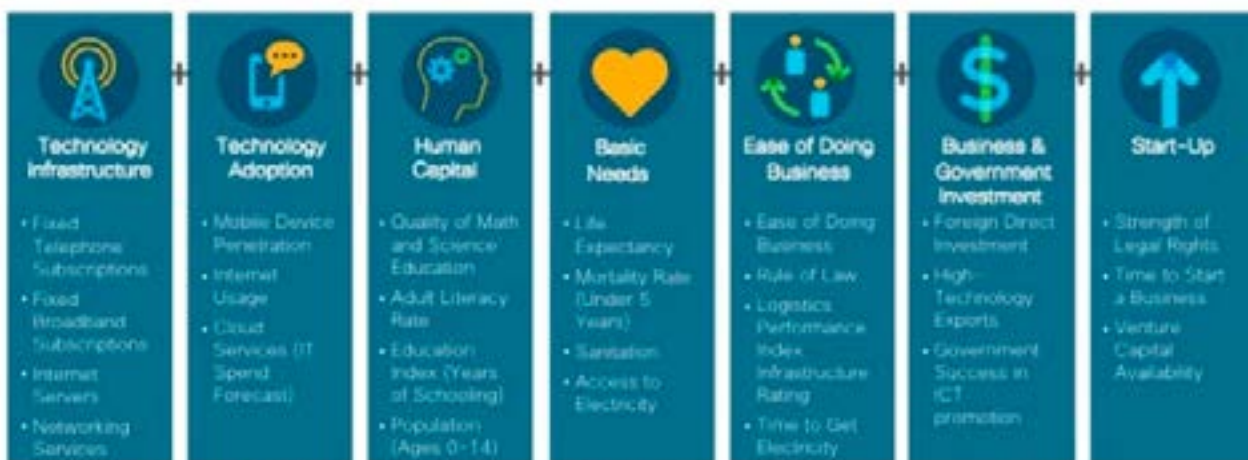 Technology
Infrastructure
• Fixed
Telephone
Subscriptions
• Fixed
Broadband
Subscriptions
• Internet
Servers
• Networking
Services
+
Technology
Adoption
• Mobile Device
Penetration
• Internet
Usage
• Cloud
Services (IT
Spend
Forecast)
+
Human
Capital
• Quality of Math
and Science
Education
• Adult Literacy
Rate
• Education
Index (Years
of Schooling)
• Population
(Ages 0-14)
+
Basic
Needs
• Life
Expectancy
• Mortality Rate
(Under 5
Years)
• Sanitation
• Access to
Electricity
+
Ease of Doing
Business
• Ease of Doing
Business
• Rule of Law
• Logistics
Performance
Index
Infrastructure
Rating
• Time to Get
Electricity
+
$
Business &
Government
Investment
• Foreign Direct
Investment
• High-
Technology
Exports
• Government
Success in
ICT
promotion
+
Start-Up
• Strength of
Legal Rights
• Time to Start
a Business
• Venture
Capital
Availability